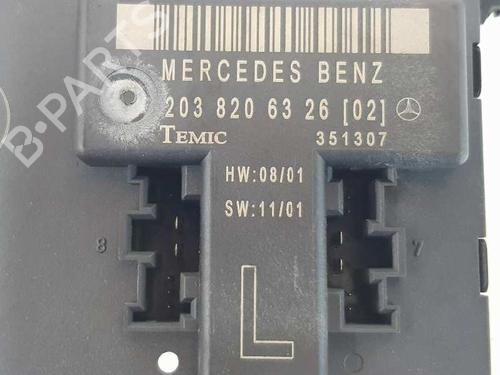 B-PARTS
MERCEDES BENZ
203 820 63 26 [02]
TEMIC 351307
HW:08/01
SW:11/01
8 7
L